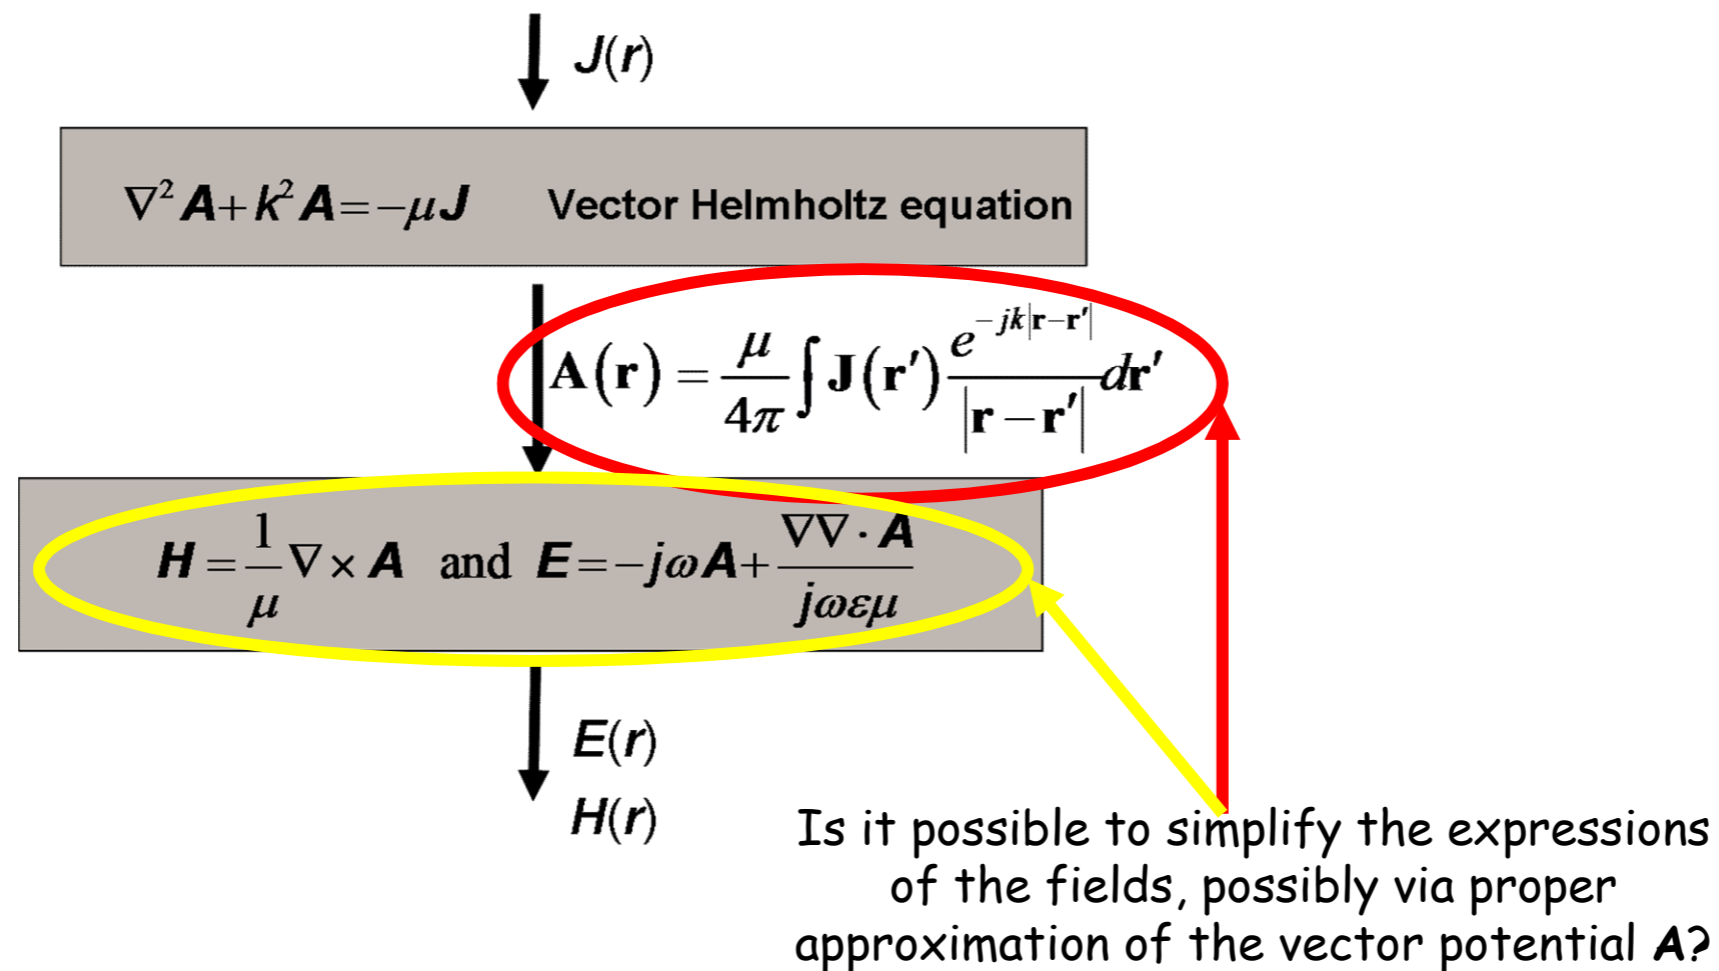 J(r)
∇²A+k²A=−μJ Vector Helmholtz equation
A(r) = μ/4π ∫ J(r′) e^{−jk|r−r′|}/|r−r′| dr′
H=1/μ ∇×A and E=−jωA+ ∇∇·A/jωεμ
E(r)
H(r)
Is it possible to simplify the expressions
of the fields, possibly via proper
approximation of the vector potential A?